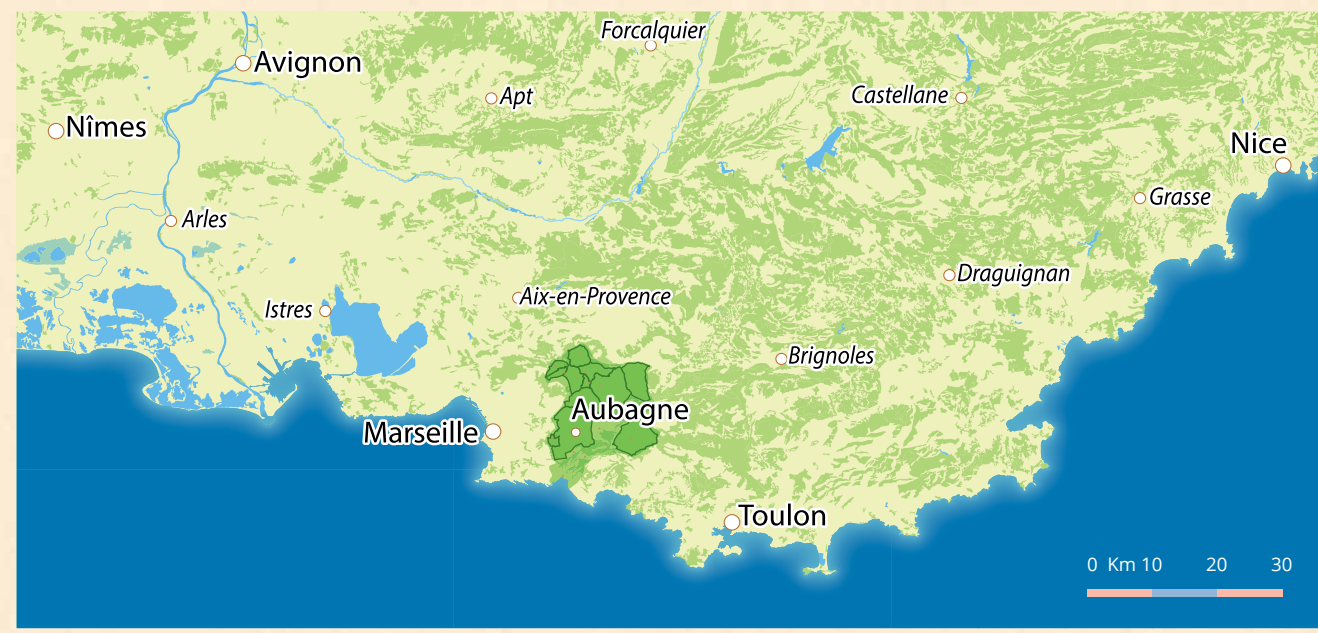 Forcalquier
Avignon
Apt
Castellane
Nîmes
Nice
Grasse
Arles
Draguignan
Istres
Aix-en-Provence
Brignoles
Aubagne
Marseille
Toulon
0 Km 10 20 30